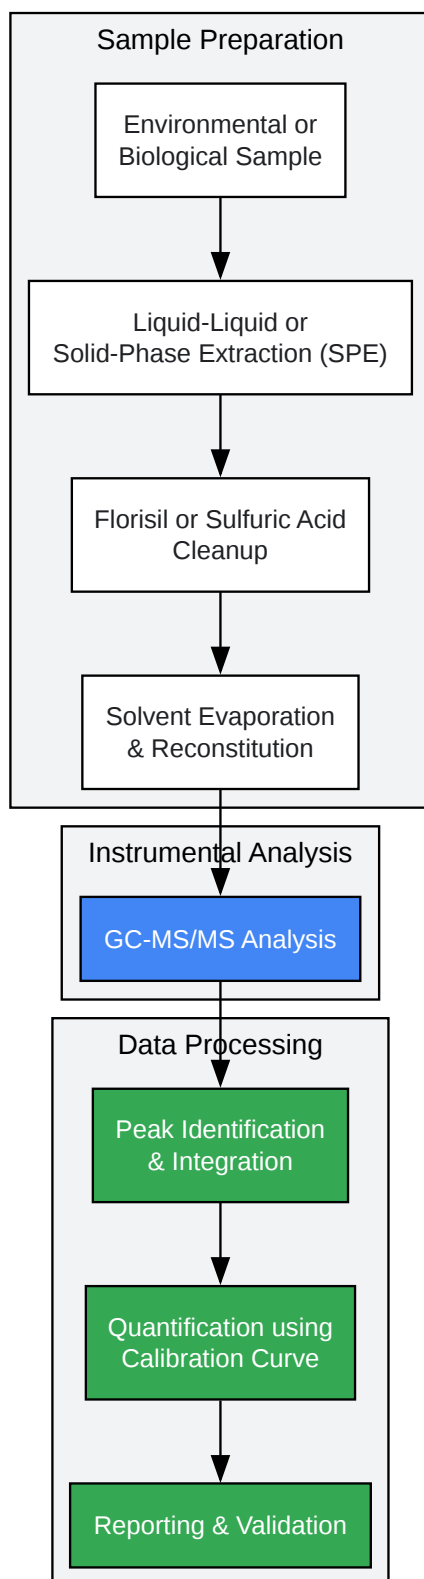 Sample Preparation
Environmental or
Biological Sample
Liquid-Liquid or
Solid-Phase Extraction (SPE)
Florisil or Sulfuric Acid
Cleanup
Solvent Evaporation
& Reconstitution
Instrumental Analysis
GC-MS/MS Analysis
Data Processing
Peak Identification
& Integration
Quantification using
Calibration Curve
Reporting & Validation